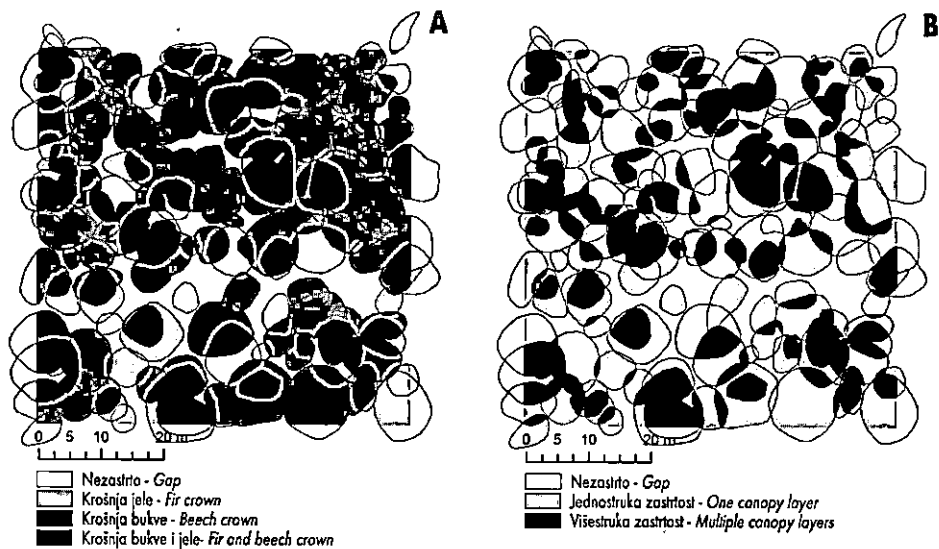 A
B
0 5 10 20 m
Nezastrto - Gap
Krošnja jele - Fir crown
Krošnja bukve - Beech crown
Krošnja bukve i jele- Fir and beech crown
0 5 10 20 m
Nezastrto - Gap
Jednostruka zastrtost - One canopy layer
Višestruka zastrtost - Multiple canopy layers